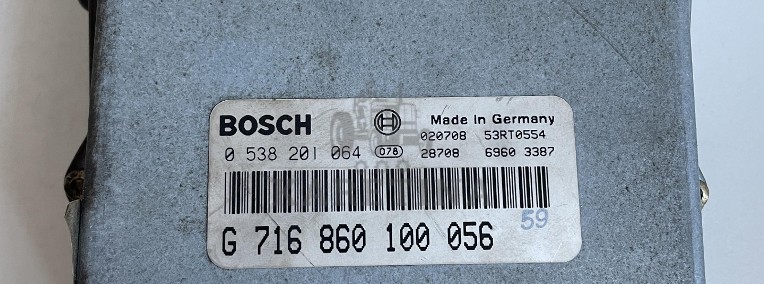 BOSCH Made in Germany
020708 53RT0554
0 538 201 064 078 28708 6960 3387
59
G 716 860 100 056